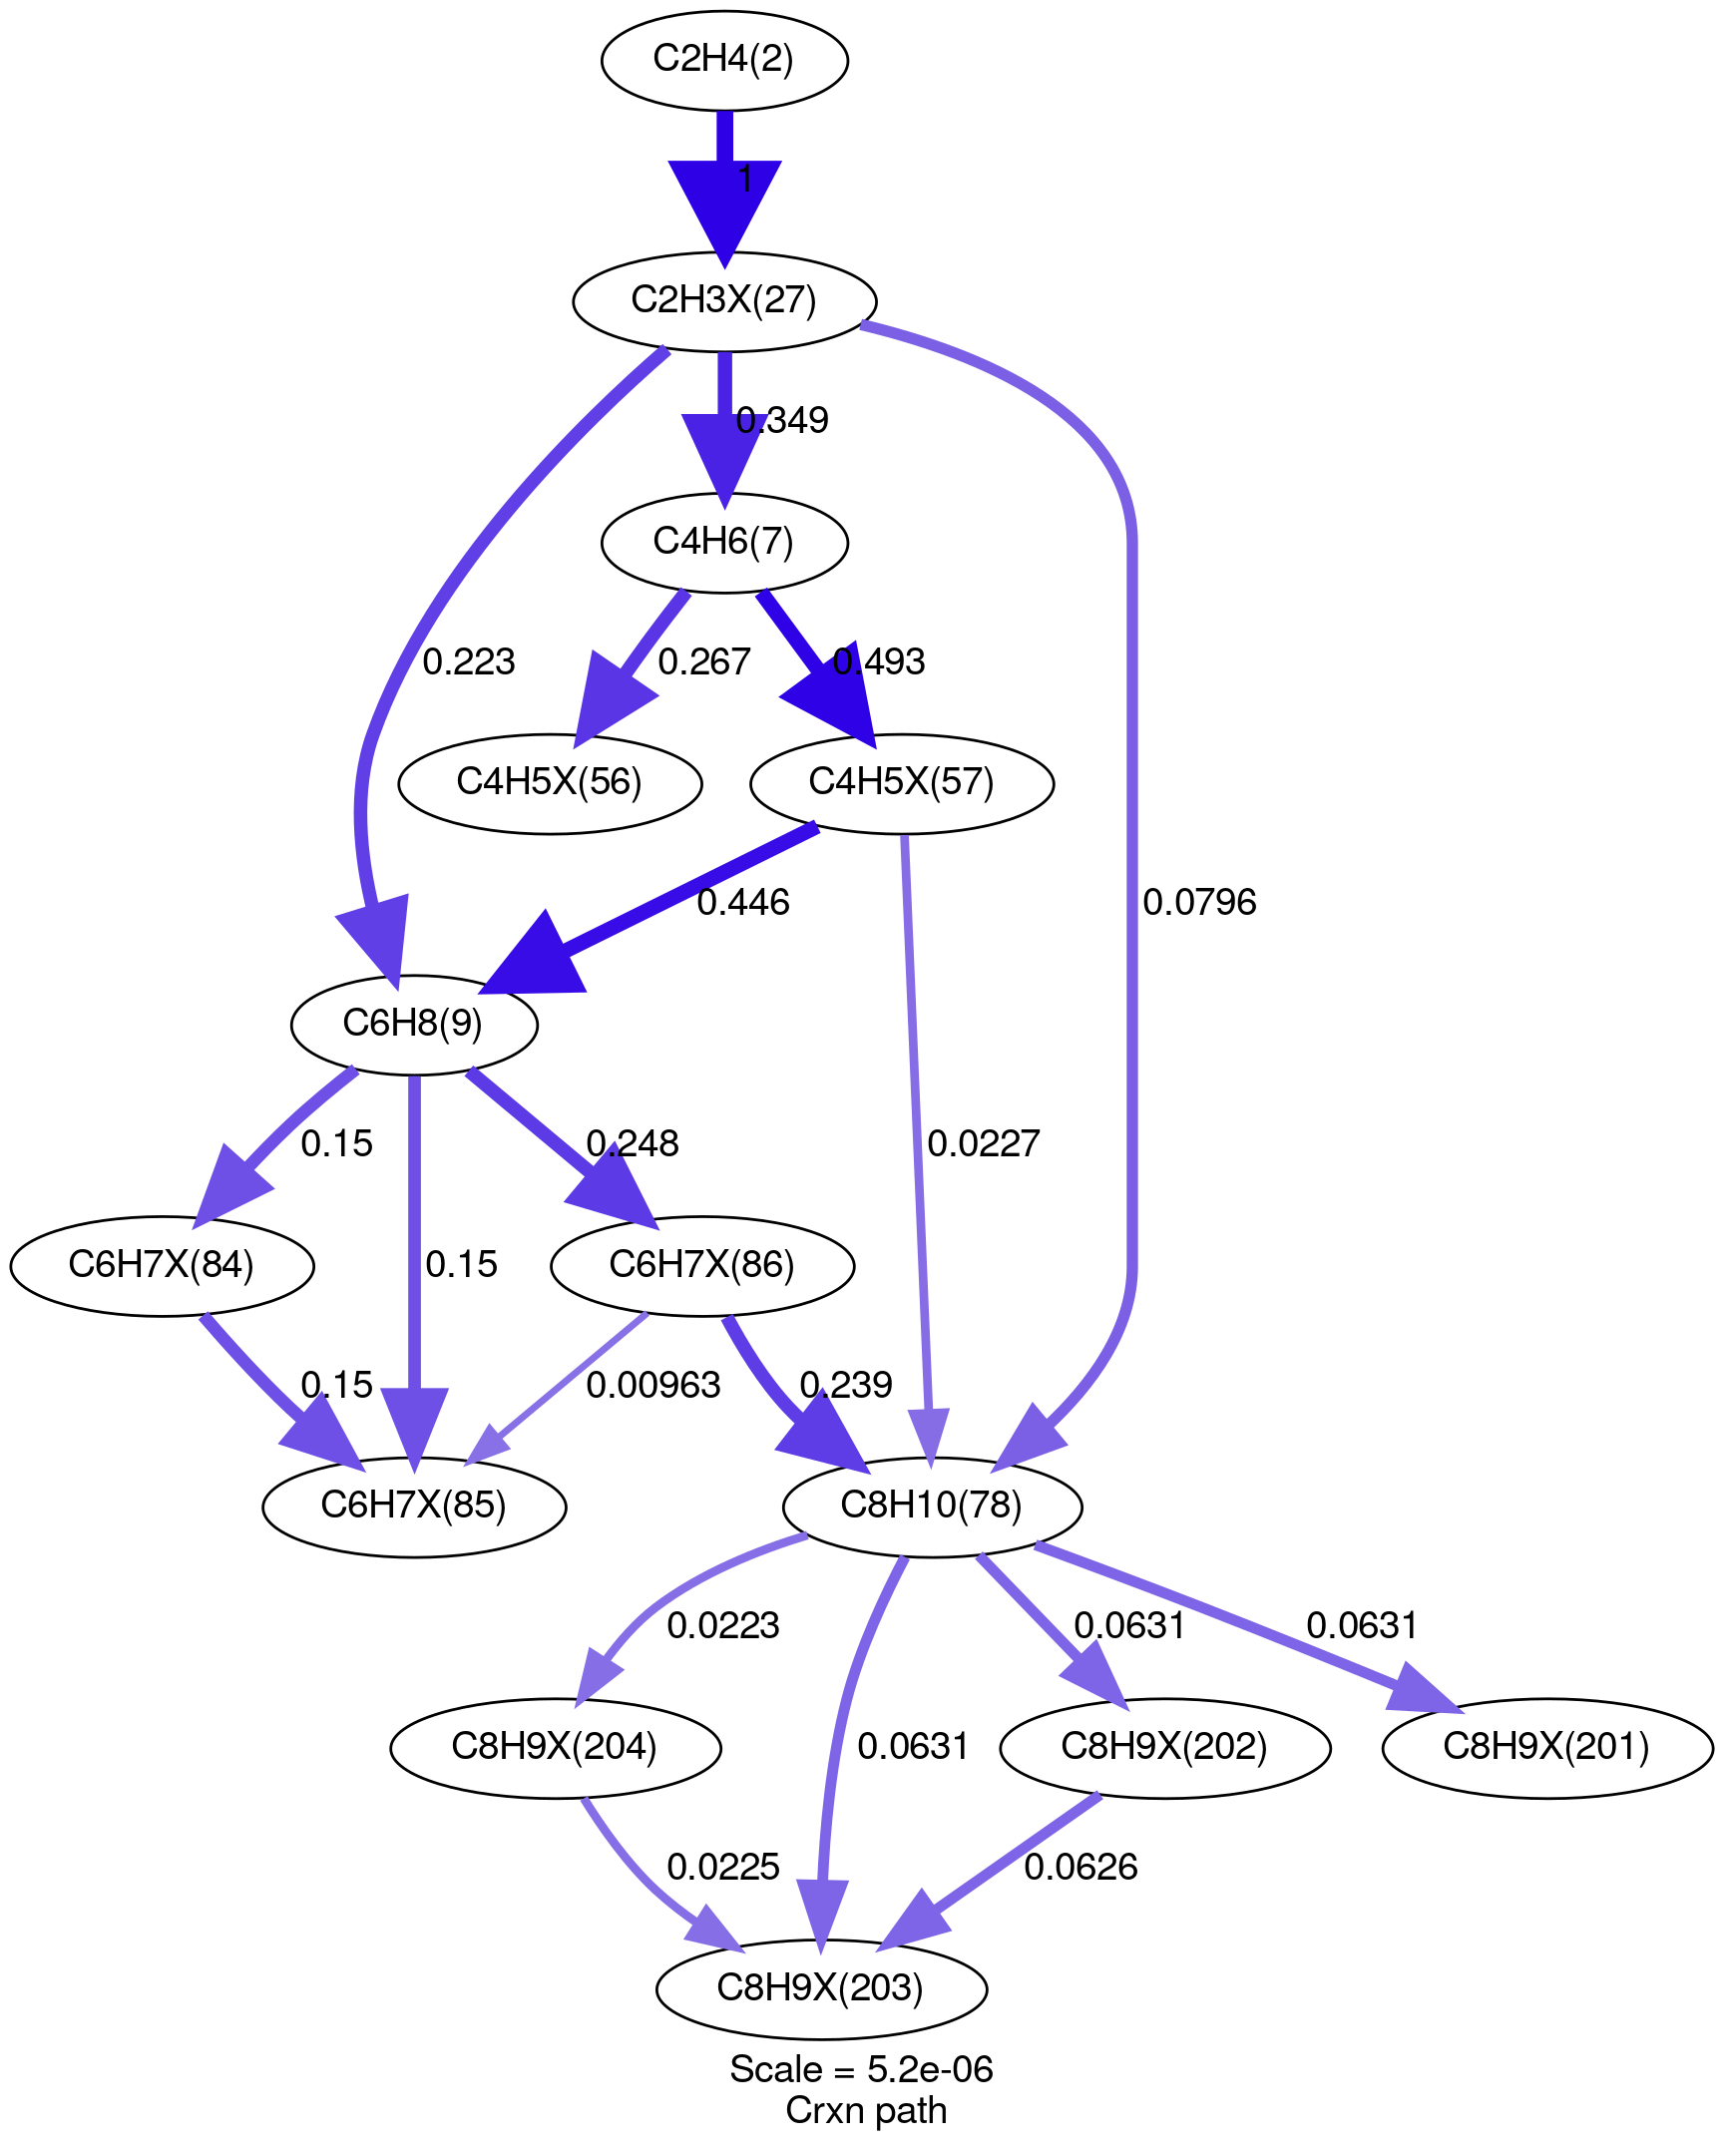 C2H4(2)
1
C2H3X(27)
0.349
C4H6(7)
0.223
0.267
0.493
C4H5X(56)
C4H5X(57)
0.446
0.0796
C6H8(9)
0.15
0.248
0.0227
C6H7X(84)
0.15
C6H7X(86)
0.15
0.00963
0.239
C6H7X(85)
C8H10(78)
0.0223
0.0631
0.0631
C8H9X(204)
0.0631
C8H9X(202)
C8H9X(201)
0.0225
0.0626
C8H9X(203)
Scale = 5.2e-06
Crxn path